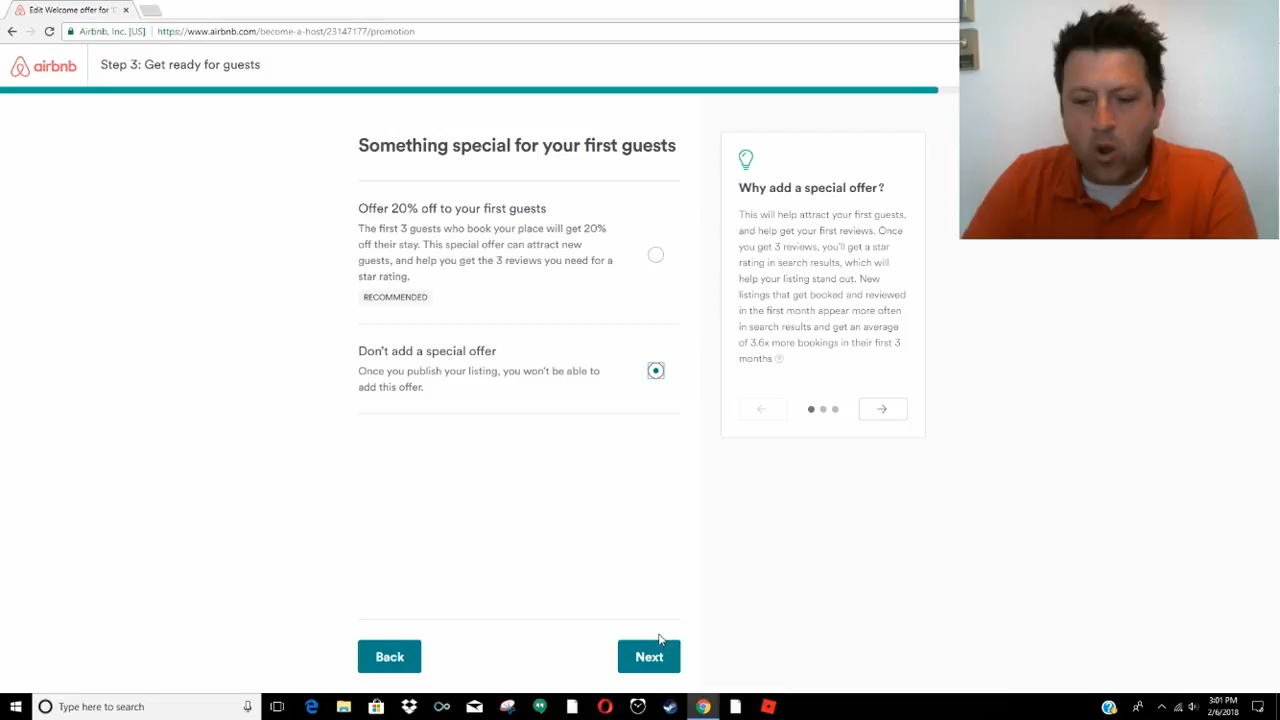 Edit Welcome offer for
Airbnb, Inc. [US]
https://www.airbnb.com/become-a-host/23147177/promotion
airbnb
Step 3: Get ready for guests
Something special for your first guests
Offer 20% off to your first guests
The first 3 guests who book your place will get 20%
off their stay. This special offer can attract new
guests, and help you get the 3 reviews you need for a
star rating.
RECOMMENDED
Don't add a special offer
Once you publish your listing, you won't be able to
add this offer.
Back
Next
Why add a special offer?
This will help attract your first guests,
and help get your first reviews. Once
you get 3 reviews, you'll get a star
rating in search results, which will
help your listing stand out. New
listings that get booked and reviewed
in the first month appear more often
in search results and get an average
of 3.6x more bookings in their first 3
months
Type here to search
3:01 PM
2/6/2018